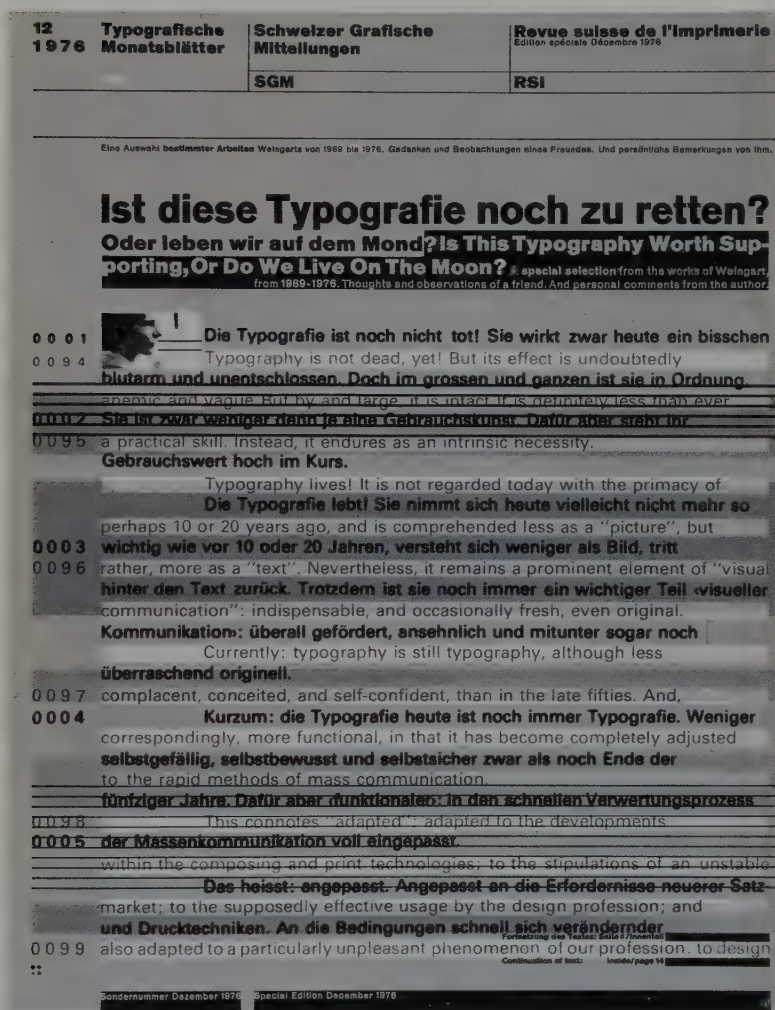 12
1976
Typografische
Monatsblätter
Schweizer Grafische
Mitteilungen
SGM
Revue suisse de l'Imprimerie
Edition spéciale Décembre 1976
RSI
Eine Auswahl bestimmter Arbeiten Weingarts von 1969 bis 1976. Gedanken und Beobachtungen eines Freundes. Und persönliche Bemerkungen von ihm.
Ist diese Typografie noch zu retten?
Oder leben wir auf dem Mond? Is This Typography Worth Sup-
porting, Or Do We Live On The Moon? special selection from the works of Weingart,
from 1969-1976. Thoughts and observations of a friend. And personal comments from the author.
0001 Die Typografie ist noch nicht tot! Sie wirkt zwar heute ein bisschen
0094 Typography is not dead, yet! But its effect is undoubtedly
blutarm und unentschlossen. Doch im grossen und ganzen ist sie in Ordnung.
anemic and vague But by and large, it is intact It is definitely less than ever
0002 Sie ist zwar weniger denn je eine Gebrauchskunst. Dafür aber steht ihr
0095 a practical skill. Instead, it endures as an intrinsic necessity.
Gebrauchswert hoch im Kurs.
Typography lives! It is not regarded today with the primacy of
Die Typografie lebt! Sie nimmt sich heute vielleicht nicht mehr so
perhaps 10 or 20 years ago, and is comprehended less as a "picture", but
0003 wichtig wie vor 10 oder 20 Jahren, versteht sich weniger als Bild, tritt
0096 rather, more as a "text". Nevertheless, it remains a prominent element of "visual
hinter den Text zurück. Trotzdem ist sie noch immer ein wichtiger Teil ‹visueller
communication": indispensable, and occasionally fresh, even original.
Kommunikation›: überall gefördert, ansehnlich und mitunter sogar noch
Currently: typography is still typography, although less
überraschend originell.
0097 complacent, conceited, and self-confident, than in the late fifties. And,
0004 Kurzum: die Typografie heute ist noch immer Typografie. Weniger
correspondingly, more functional, in that it has become completely adjusted
selbstgefällig, selbstbewusst und selbstsicher zwar als noch Ende der
to the rapid methods of mass communication.
fünfziger Jahre. Dafür aber ‹funktionaler›: in den schnellen Verwertungsprozess
0098 This connotes "adapted": adapted to the developments
0005 der Massenkommunikation voll eingepasst.
within the composing and print technologies; to the stipulations of an unstable
Das heisst: angepasst. Angepasst an die Erfordernisse neuerer Satz-
market; to the supposedly effective usage by the design profession; and
und Drucktechniken. An die Bedingungen schnell sich verändernder
Fortsetzung des Textes: Seite 4/Innenteil
0099 also adapted to a particularly unpleasant phenomenon of our profession. to design
Continuation of text: inside/page 14
Sondernummer Dezember 1976 Special Edition December 1976